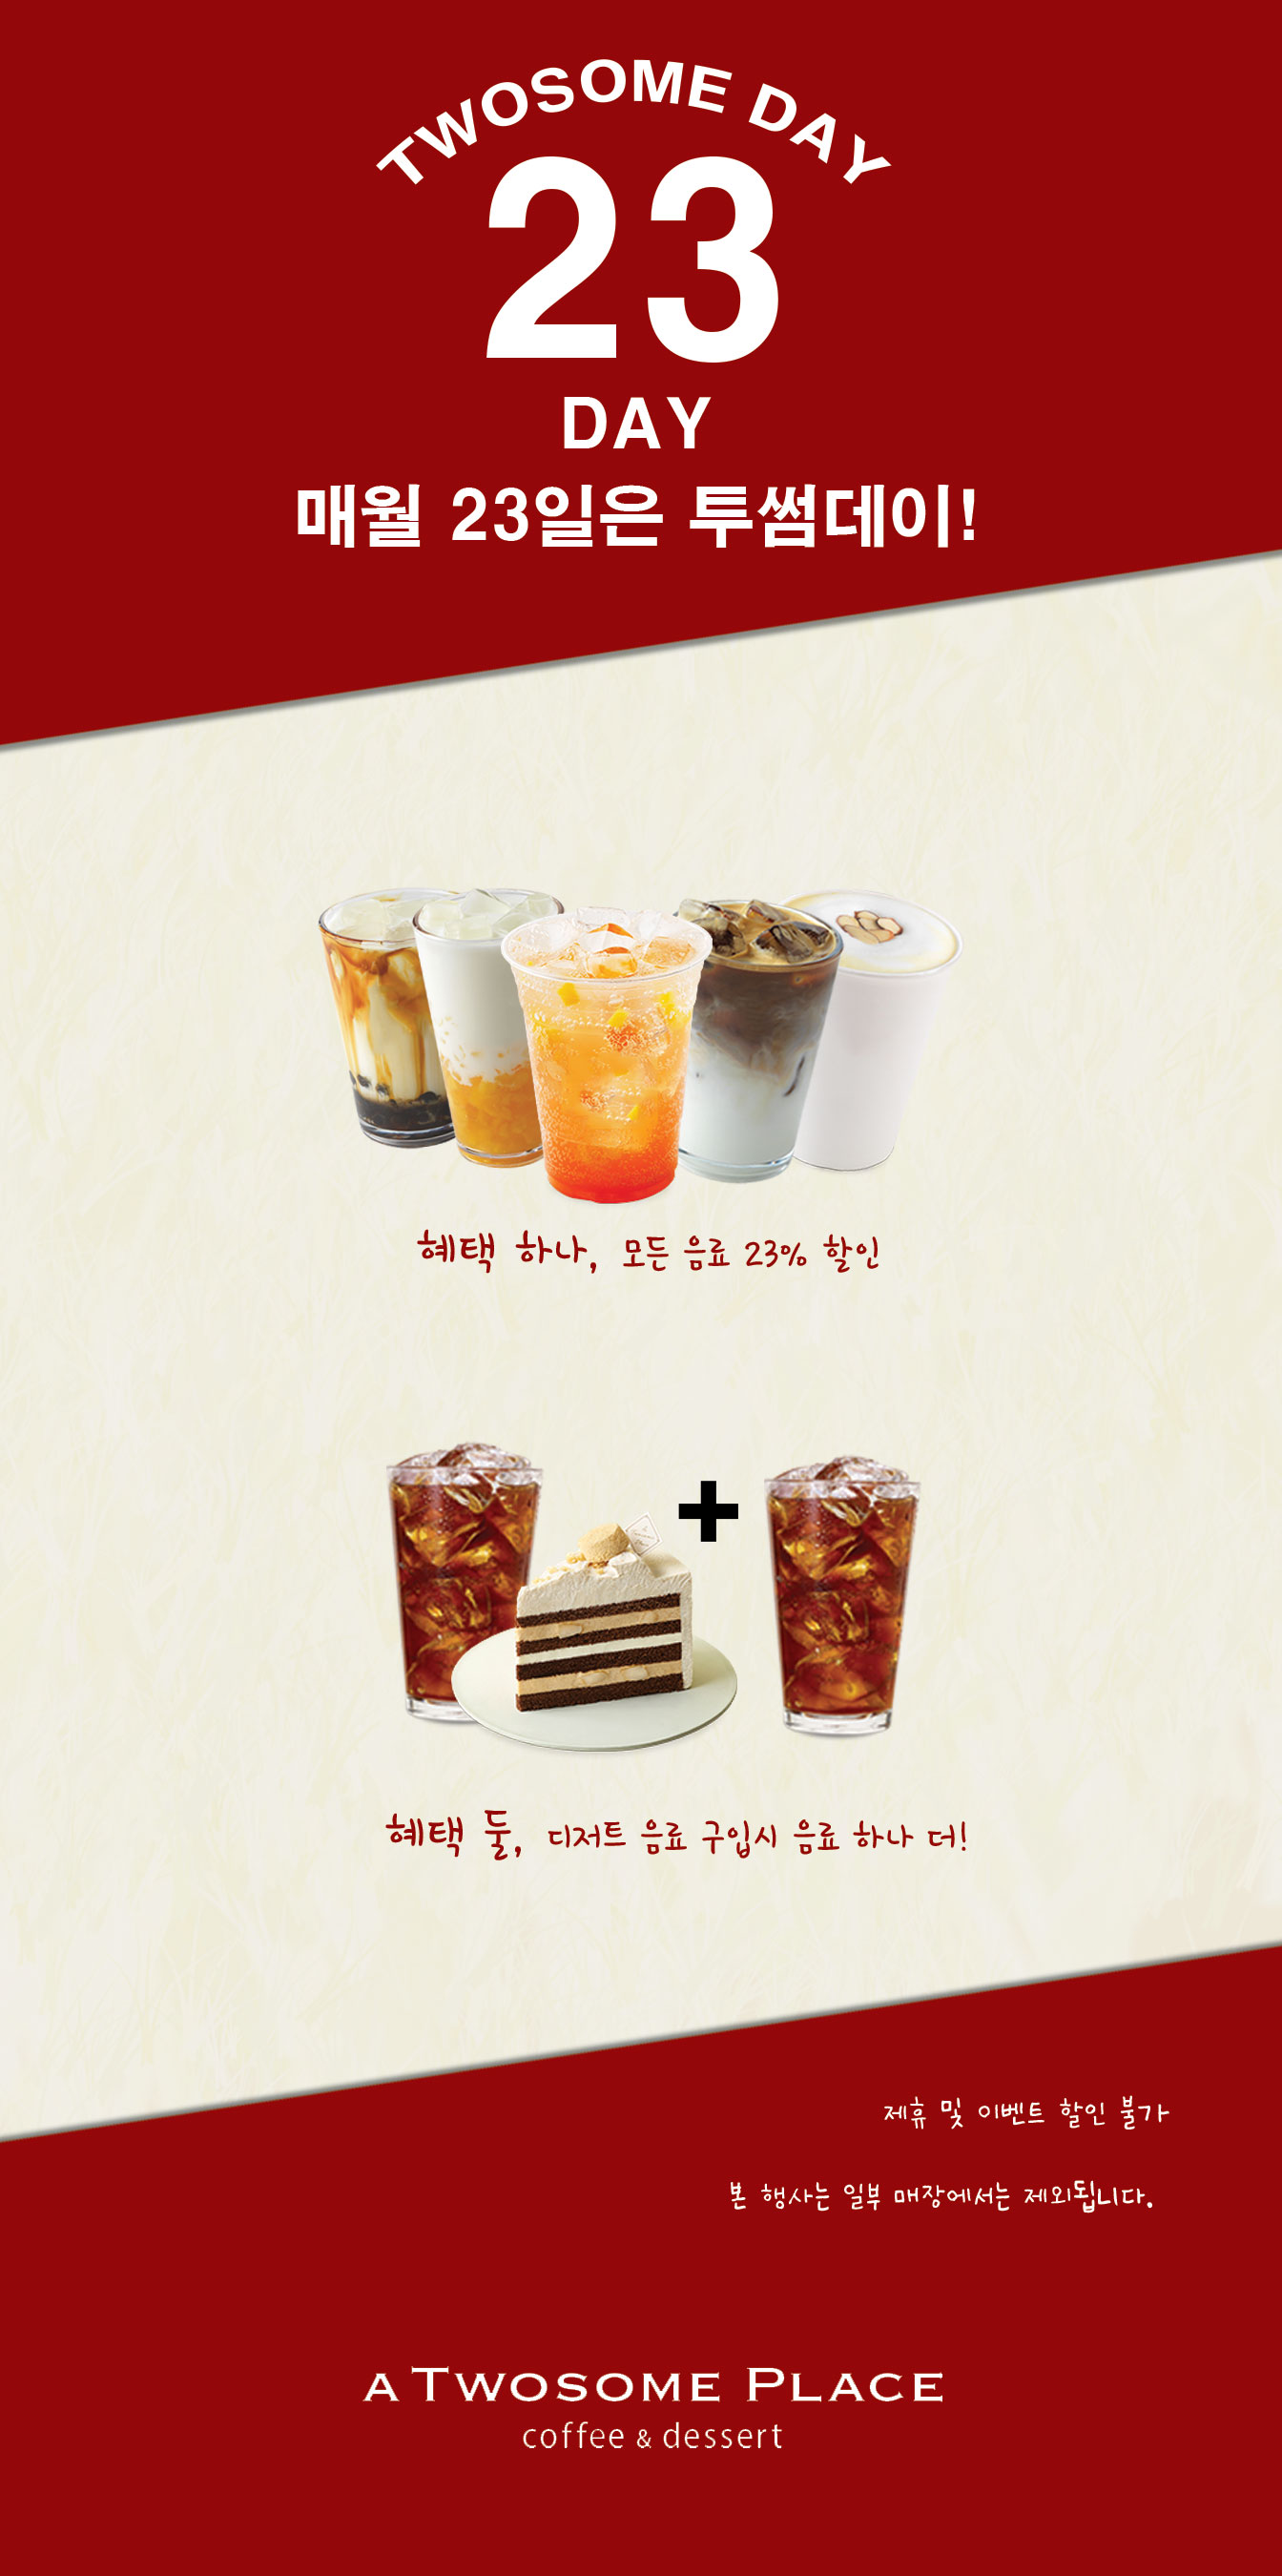 TWOSOME DAY
23
DAY
매월 23일은 투썸데이!
혜택 하나, 모든 음료 23% 할인
혜택 둘, 디저트 음료 구입시 음료 하나 더!
제휴 및 이벤트 할인 불가
본 행사는 일부 매장에서는 제외됩니다.
A TWOSOME PLACE
coffee & dessert